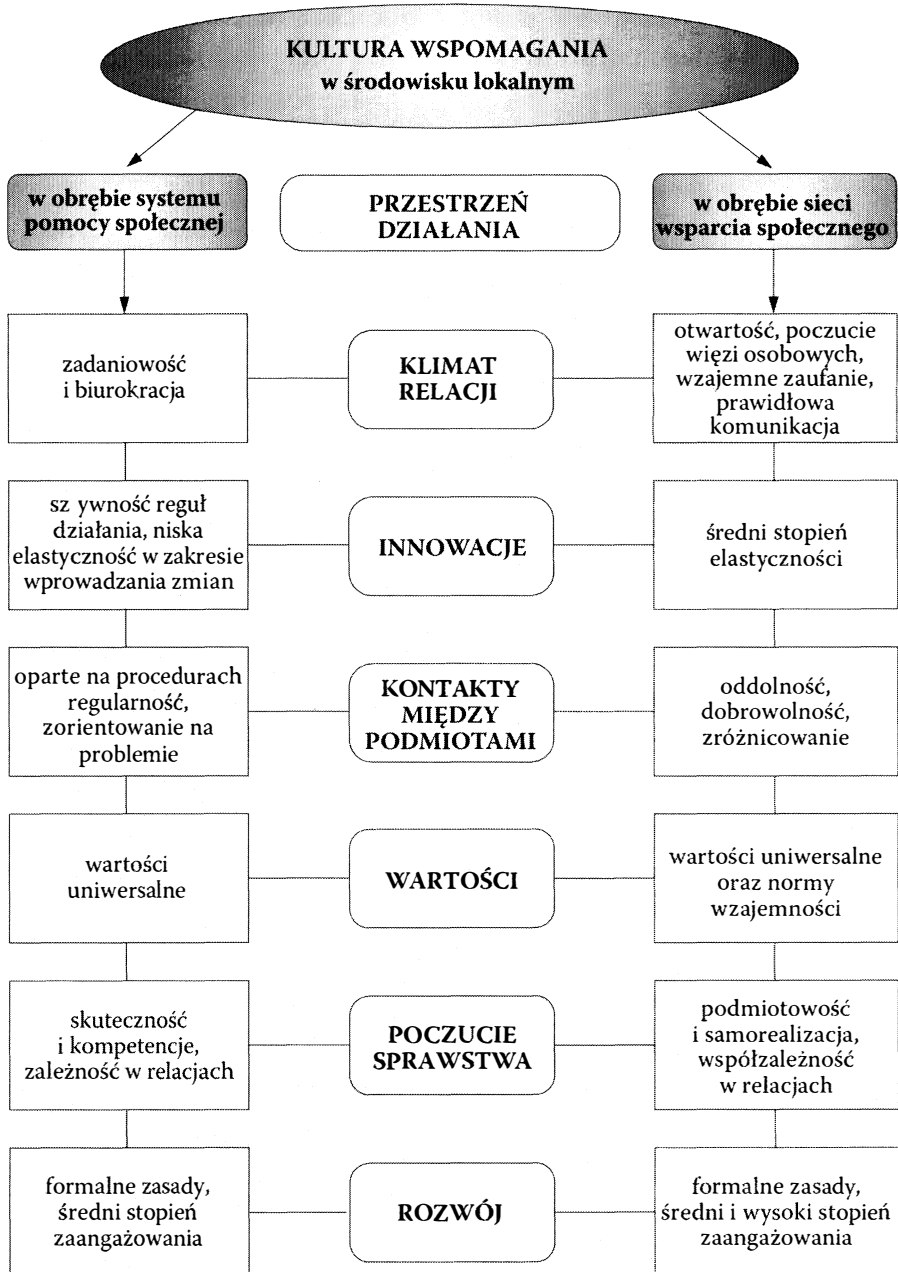 KULTURA WSPOMAGANIA
w środowisku lokalnym
w obrębie systemu
pomocy społecznej
PRZESTRZEŃ
DZIAŁANIA
w obrębie sieci
wsparcia społecznego
zadaniowość
i biurokracja
KLIMAT
RELACJI
otwartość, poczucie
więzi osobowych,
wzajemne zaufanie,
prawidłowa
komunikacja
sz ywność reguł
działania, niska
elastyczność w zakresie
wprowadzania zmian
INNOWACJE
średni stopień
elastyczności
oparte na procedurach
regularność,
zorientowanie na
problemie
KONTAKTY
MIĘDZY
PODMIOTAMI
oddolność,
dobrowolność,
zróżnicowanie
wartości
uniwersalne
WARTOŚCI
wartości uniwersalne
oraz normy
wzajemności
skuteczność
i kompetencje,
zależność w relacjach
POCZUCIE
SPRAWSTWA
podmiotowość
i samorealizacja,
współzależność
w relacjach
formalne zasady,
średni stopień
zaangażowania
ROZWÓJ
formalne zasady,
średni i wysoki stopień
zaangażowania